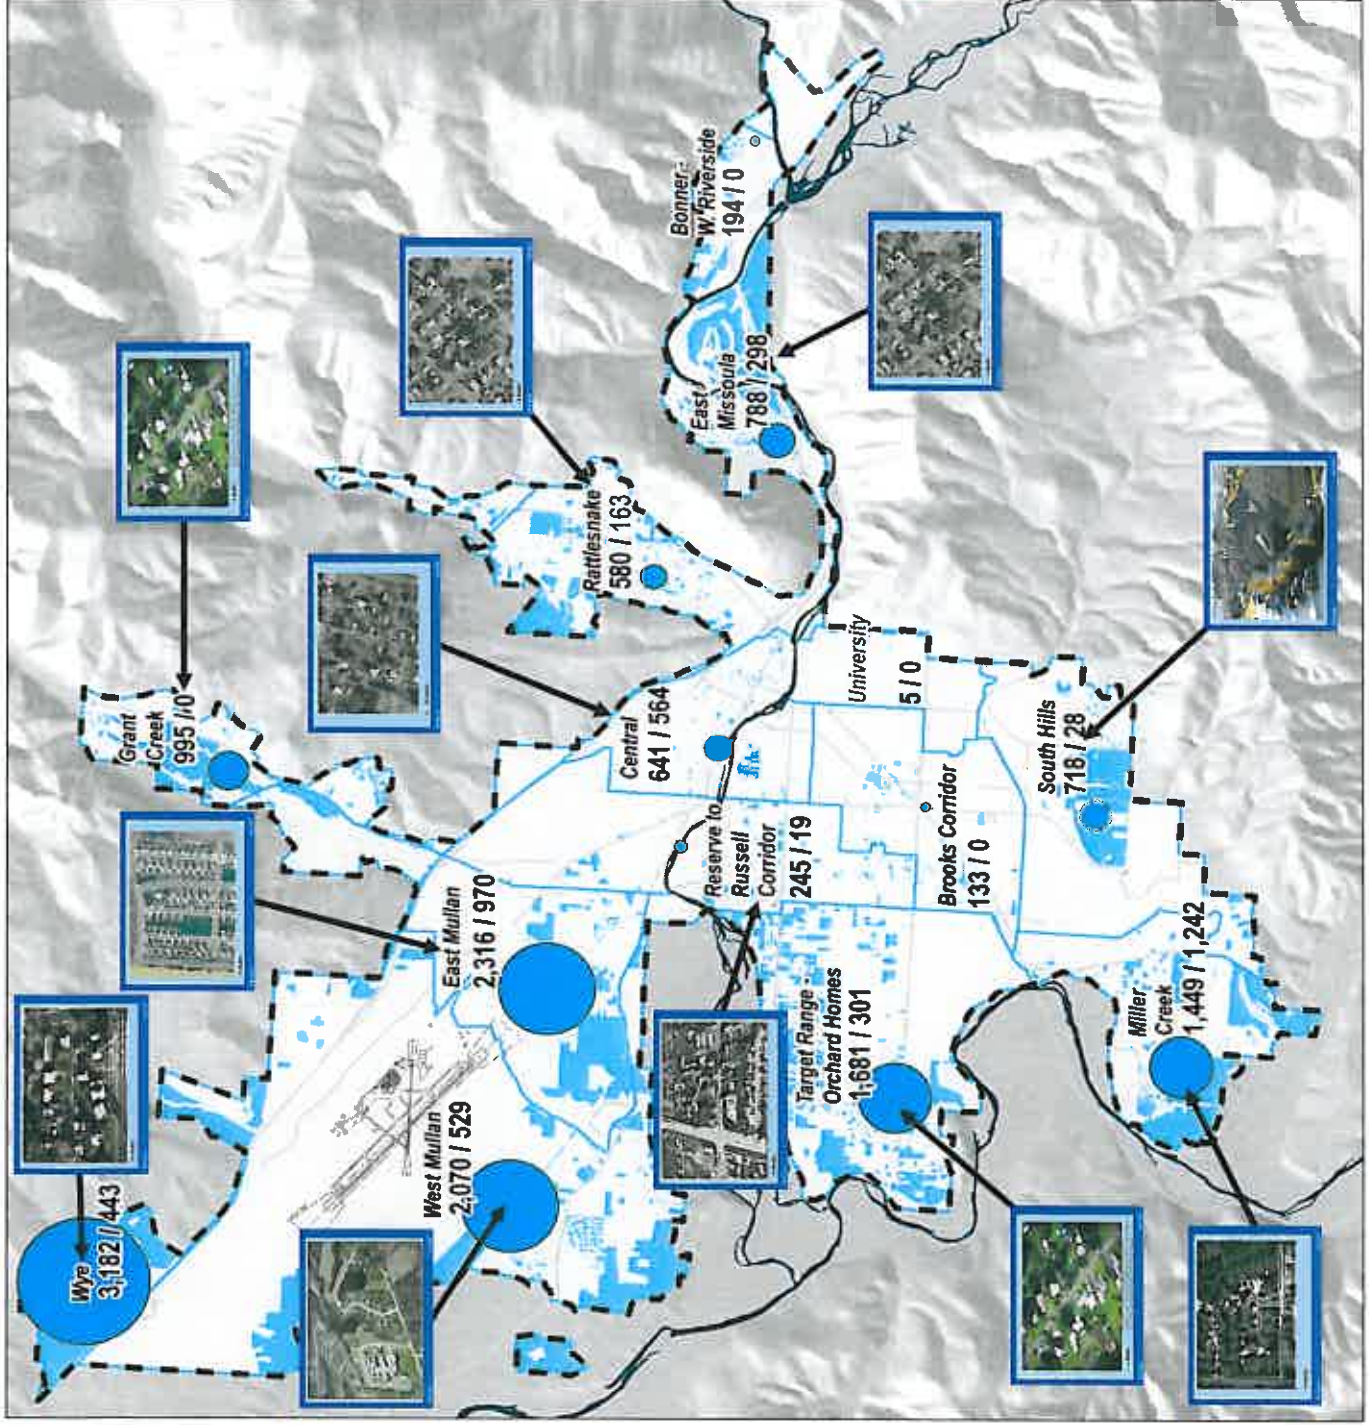 Wye
3,182 / 443
Grant
Creek
995 / 0
East Mullan
2,316 / 970
West Mullan
2,070 / 529
Central
641 / 564
Rattlesnake
580 / 163
Bonner -
W. Riverside
194 / 0
East
Missoula
788 / 298
Reserve to
Russell
Corridor
245 / 19
University
5 / 0
Target Range -
Orchard Homes
1,681 / 301
Brooks Corridor
133 / 0
South Hills
718 / 28
Miller
Creek
1,449 / 1,242